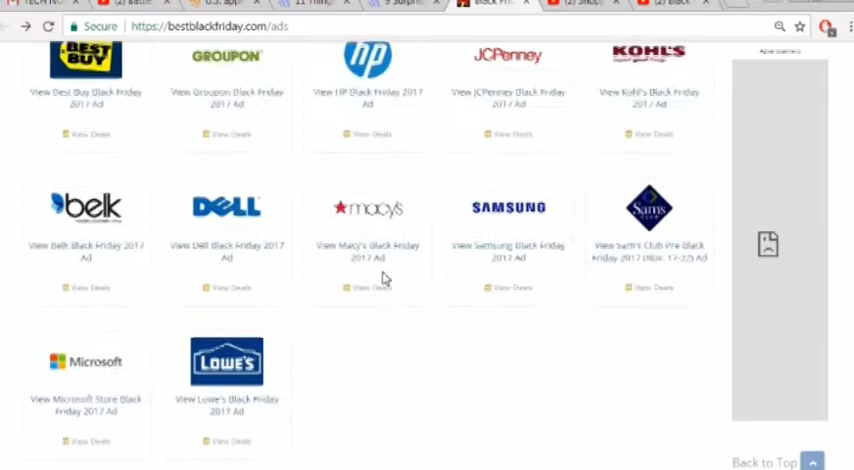 Secure https://bestblackfriday.com/ads
BEST BUY
GROUPON
hp
JCPenney
KOHL'S
View Best Buy Black Friday
2017 Ad
View Groupon Black Friday
2017 Ad
View HP Black Friday 2017
Ad
View JCPenney Black Friday
2017 Ad
View Kohl's Black Friday
2017 Ad
View Deals
View Deals
View Deals
View Deals
View Deals
belk
DELL
macy's
SAMSUNG
Sam's
CLUB
View Belk Black Friday 2017
Ad
View Dell Black Friday 2017
Ad
View Macy's Black Friday
2017 Ad
View Samsung Black Friday
2017 Ad
View Sam's Club Pre-Black
Friday 2017 (Nov. 17-22) Ad
View Deals
View Deals
View Deals
View Deals
View Deals
Microsoft
LOWE'S
View Microsoft Store Black
Friday 2017 Ad
View Lowe's Black Friday
2017 Ad
View Deals
View Deals
Advertisement
Back to Top